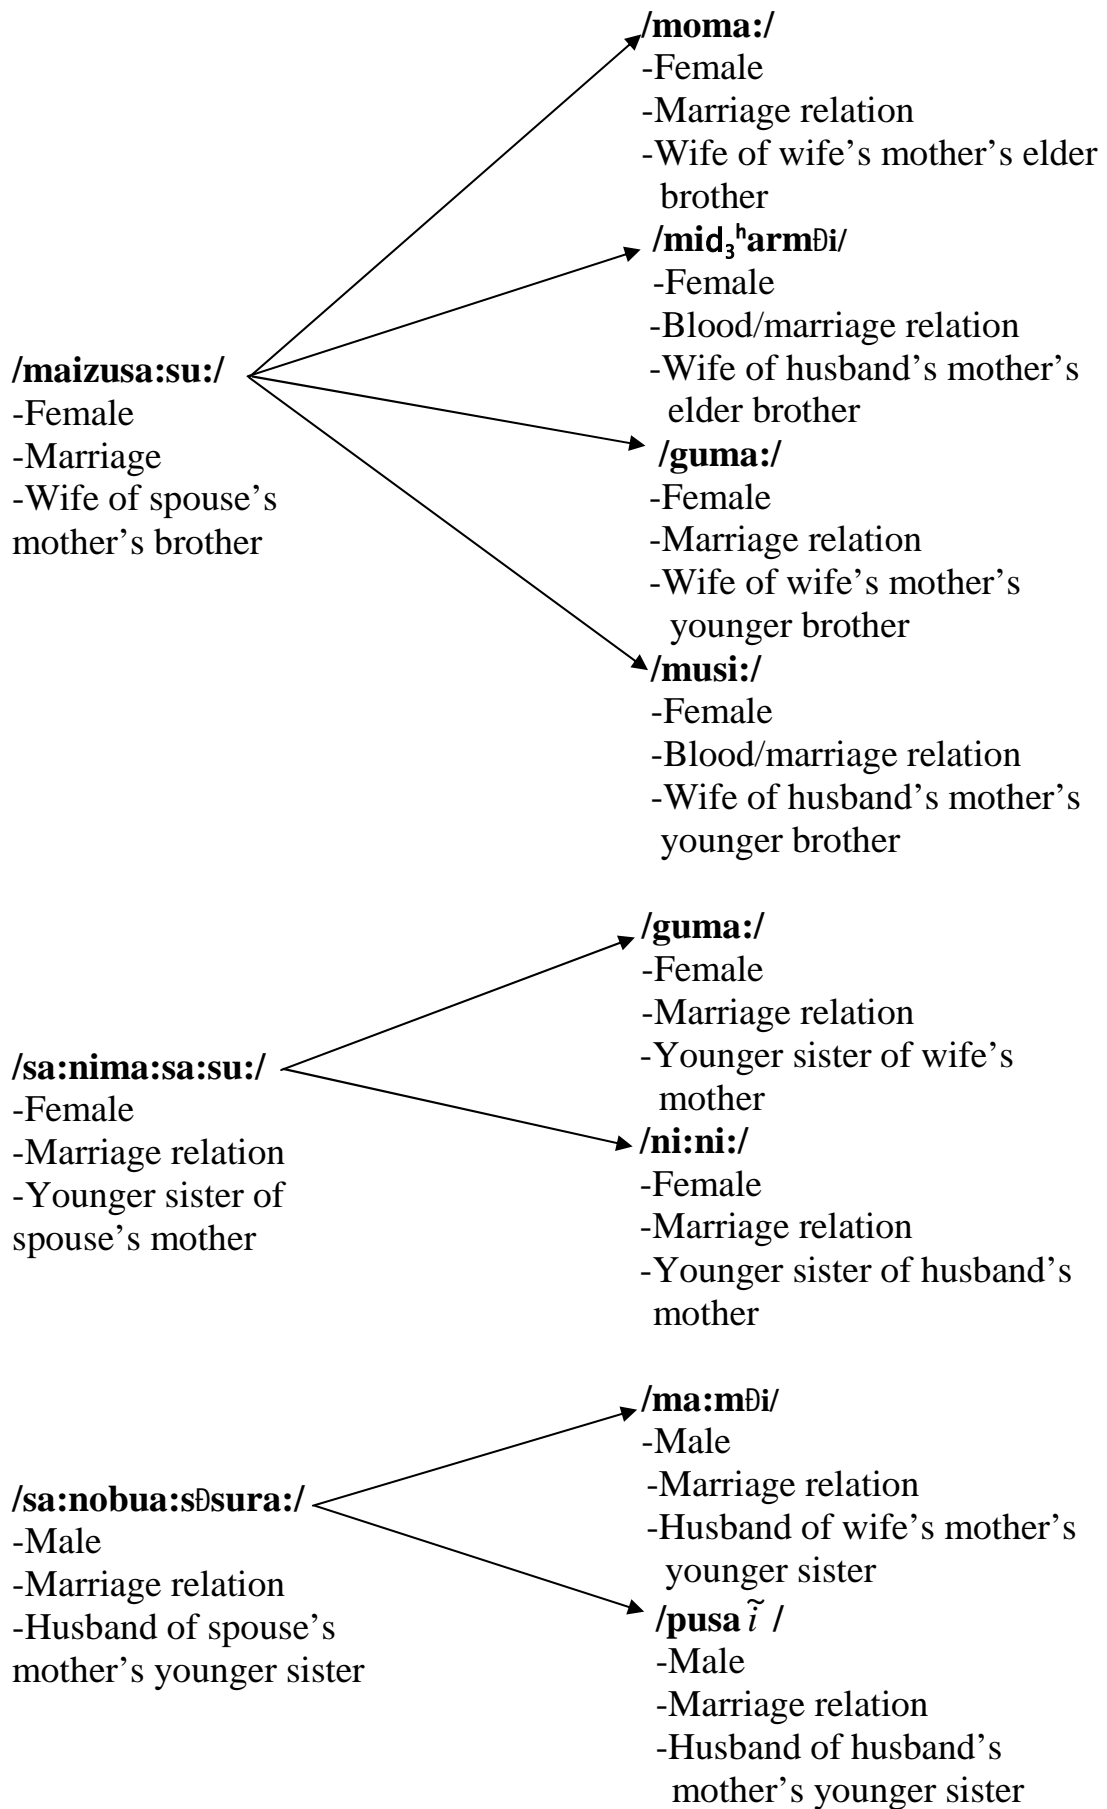 /moma:/
-Female
-Marriage relation
-Wife of wife’s mother’s elder
brother
/mid₃ʰarmÐi/
-Female
-Blood/marriage relation
-Wife of husband’s mother’s
elder brother
/maizusa:su:/
-Female
-Marriage
-Wife of spouse’s
mother’s brother
/guma:/
-Female
-Marriage relation
-Wife of wife’s mother’s
younger brother
/musi:/
-Female
-Blood/marriage relation
-Wife of husband’s mother’s
younger brother
/sa:nima:sa:su:/
-Female
-Marriage relation
-Younger sister of
spouse’s mother
/guma:/
-Female
-Marriage relation
-Younger sister of wife’s
mother
/ni:ni:/
-Female
-Marriage relation
-Younger sister of husband’s
mother
/sa:nobua:sÐsura:/
-Male
-Marriage relation
-Husband of spouse’s
mother’s younger sister
/ma:mÐi/
-Male
-Marriage relation
-Husband of wife’s mother’s
younger sister
/pusa ĩ /
-Male
-Marriage relation
-Husband of husband’s
mother’s younger sister